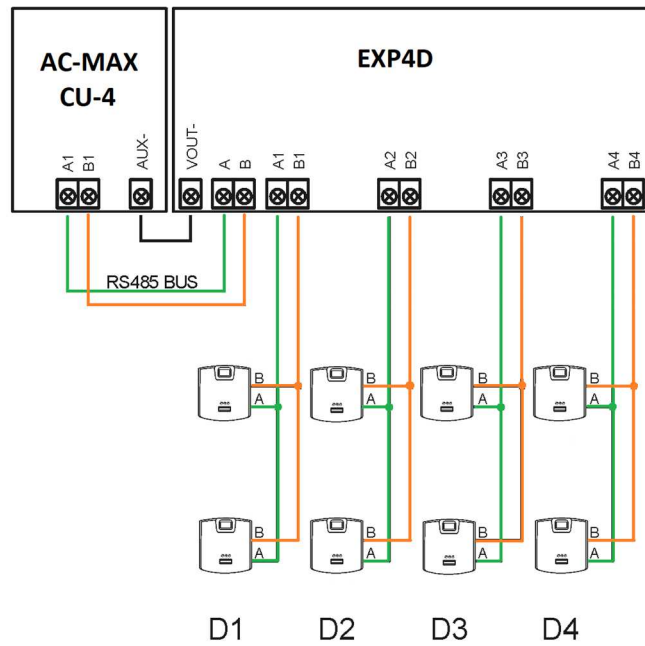 AC-MAX
CU-4
EXP4D
A1 B1 AUX- VOUT- A B A1 B1 A2 B2 A3 B3 A4 B4
RS485 BUS
B B B B
A A A A
B B B B
A A A A
D1 D2 D3 D4